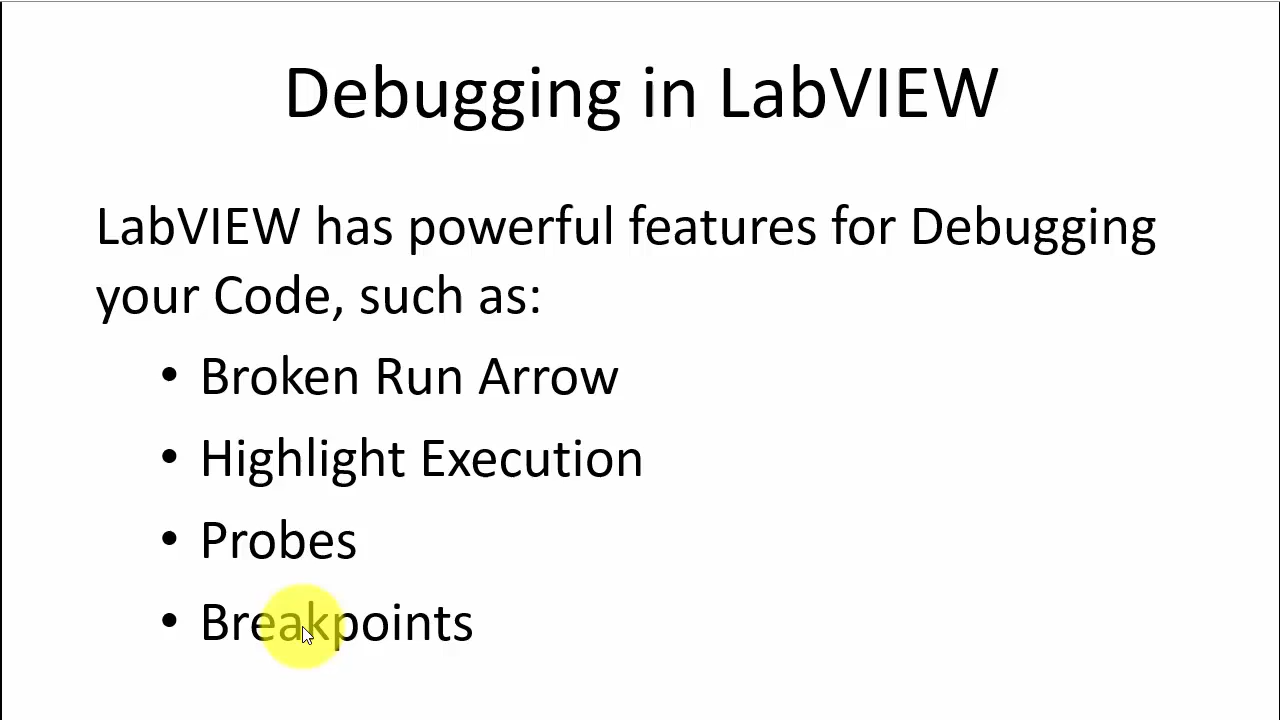 Debugging in LabVIEW
LabVIEW has powerful features for Debugging
your Code, such as:
• Broken Run Arrow
• Highlight Execution
• Probes
• Breakpoints